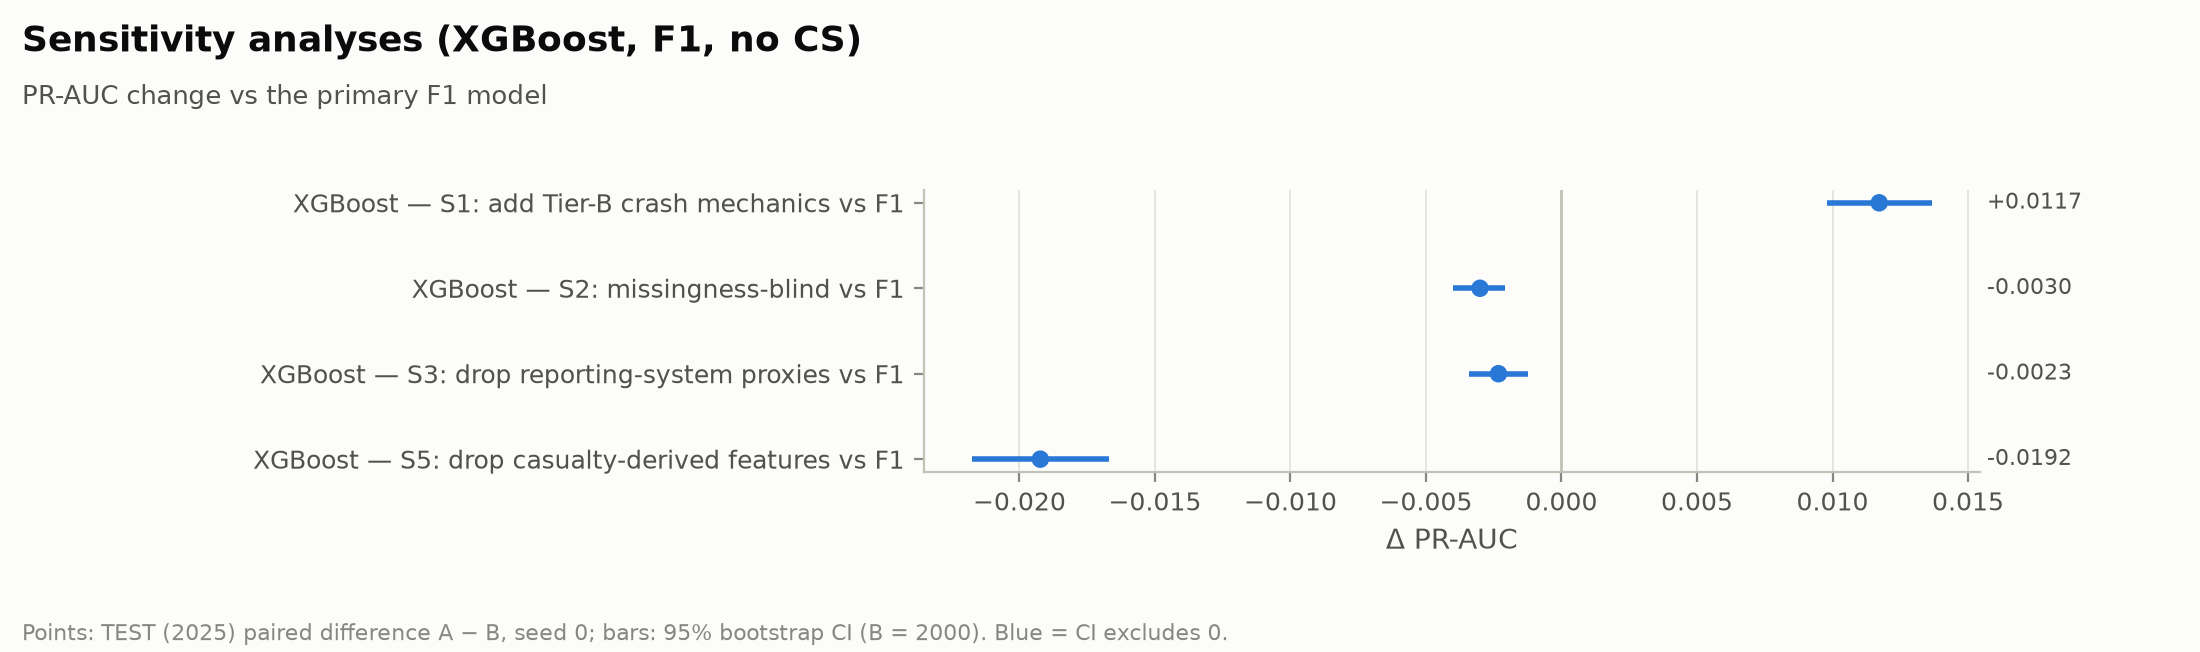 Sensitivity analyses (XGBoost, F1, no CS)
PR-AUC change vs the primary F1 model
XGBoost — S1: add Tier-B crash mechanics vs F1
+0.0117
XGBoost — S2: missingness-blind vs F1
-0.0030
XGBoost — S3: drop reporting-system proxies vs F1
-0.0023
XGBoost — S5: drop casualty-derived features vs F1
-0.0192
−0.020 −0.015 −0.010 −0.005 0.000 0.005 0.010 0.015
Δ PR-AUC
Points: TEST (2025) paired difference A − B, seed 0; bars: 95% bootstrap CI (B = 2000). Blue = CI excludes 0.